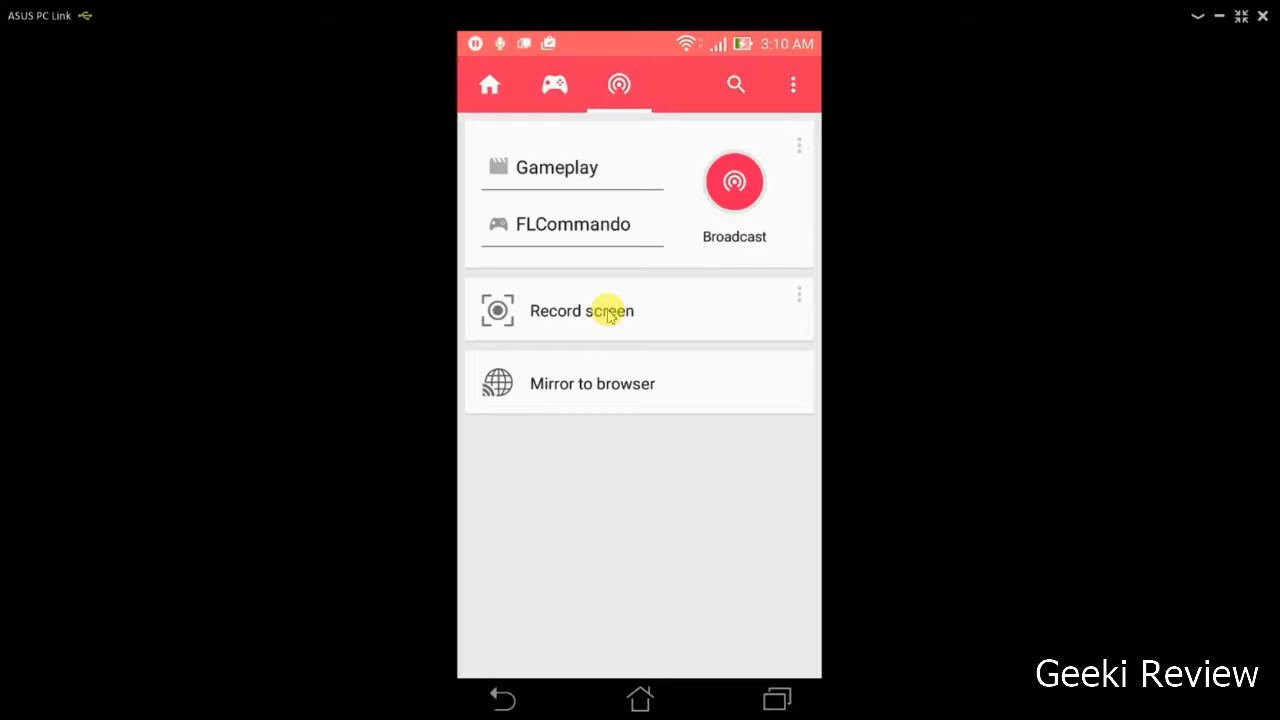 ASUS PC Link
3:10 AM
Gameplay
FLCommando
Broadcast
Record screen
Mirror to browser
Geeki Review